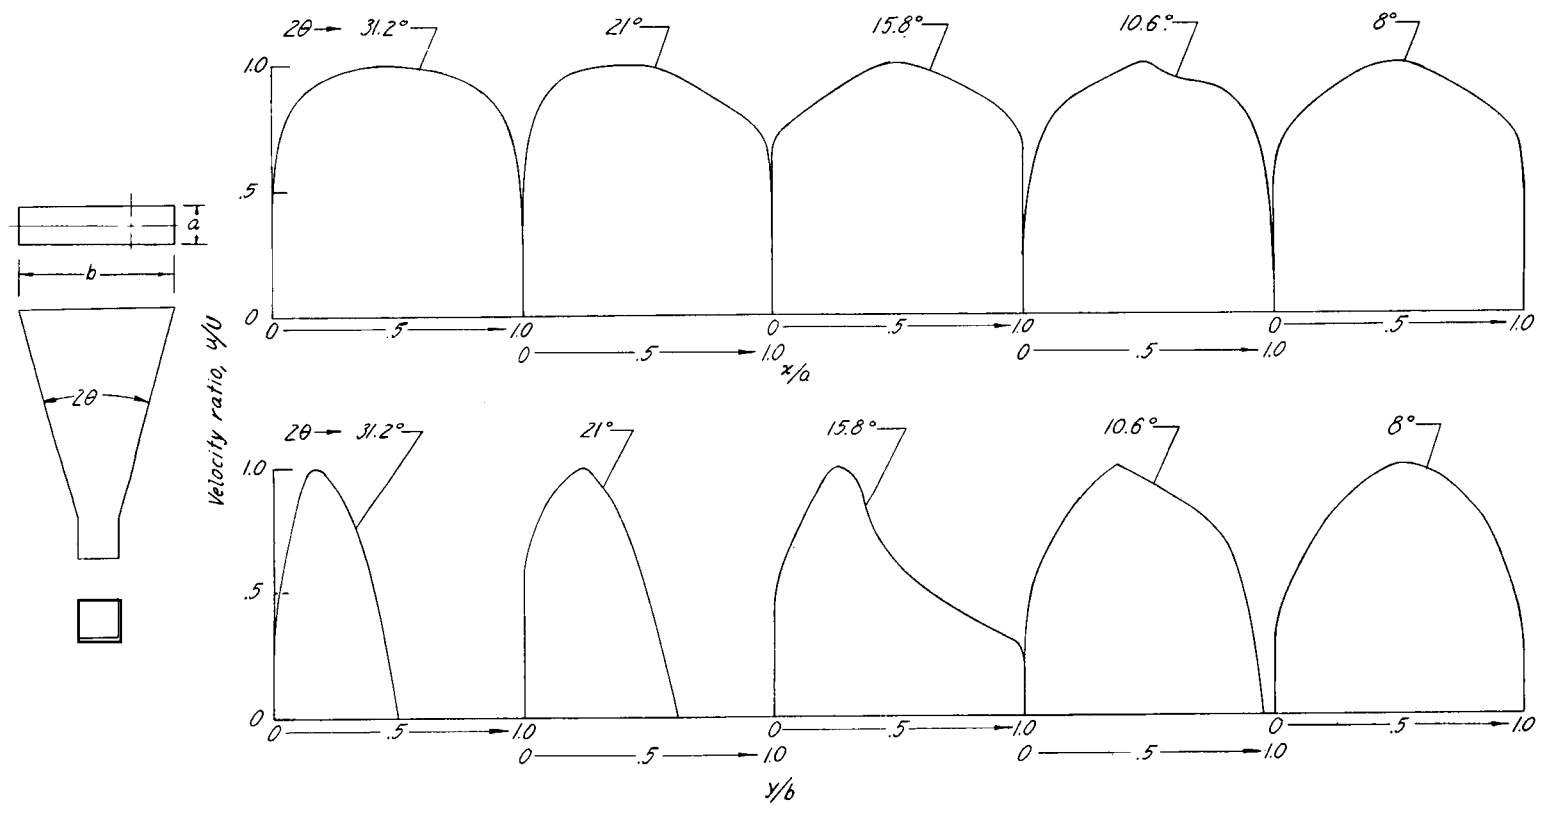 2θ → 31.2° 21° 15.8° 10.6° 8°
1.0
.5
0
0 .5 1.0 0 .5 1.0 0 .5 1.0
0 .5 1.0 0 .5 1.0
x/a
a
b
2θ
Velocity ratio, u/U
2θ → 31.2° 21° 15.8° 10.6° 8°
1.0
.5
0
0 .5 1.0 0 .5 1.0 0 .5 1.0
0 .5 1.0 0 .5 1.0
y/b